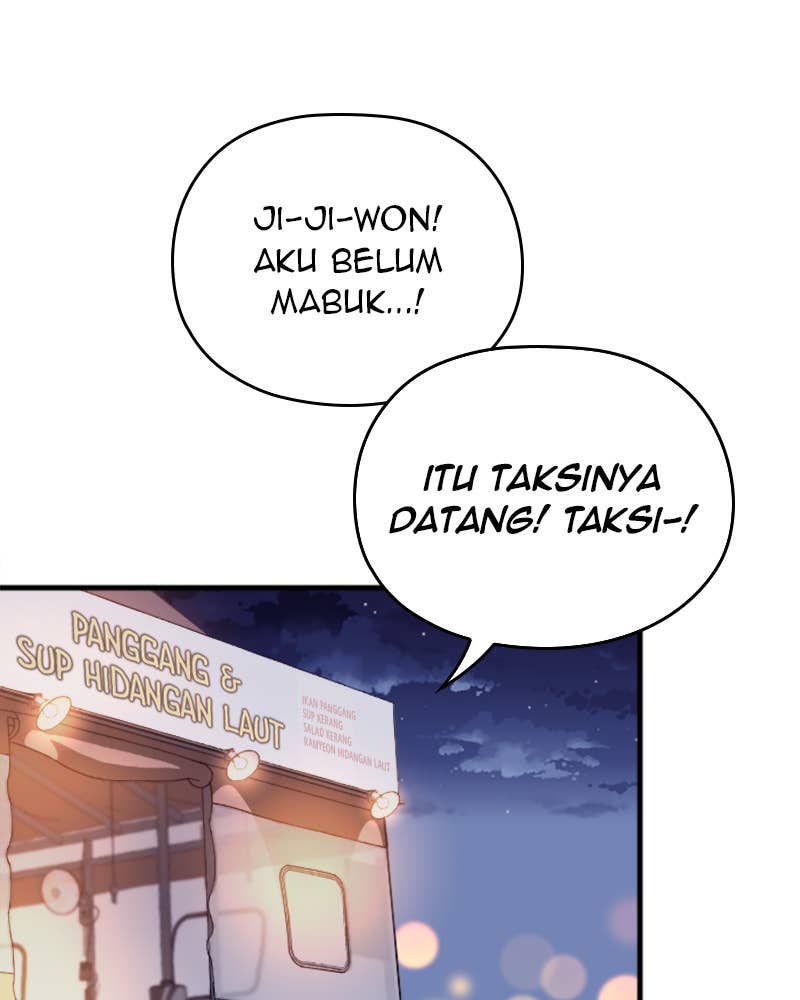 JI-JI-WON!
AKU BELUM
MABUK...!
ITU TAKSINYA
DATANG! TAKSI-!
PANGGANG &
SUP HIDANGAN LAUT
IKAN PANGGANG
SUP KERANG
SALAD KERANG
RAMYEON HIDANGAN LAUT